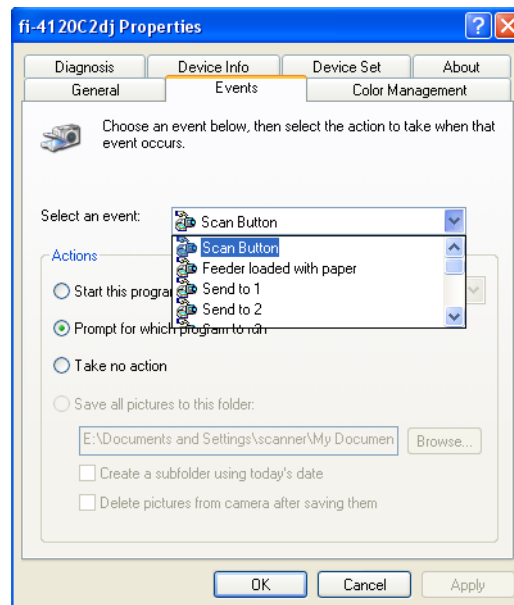 fi-4120C2dj Properties
Diagnosis Device Info Device Set About
General Events Color Management
Choose an event below, then select the action to take when that
event occurs.
Select an event: Scan Button
Scan Button
Feeder loaded with paper
Send to 1
Send to 2
Actions
Start this progra
Prompt for which program to run
Take no action
Save all pictures to this folder:
E:\Documents and Settings\scanner\My Documen Browse...
Create a subfolder using today's date
Delete pictures from camera after saving them
OK Cancel Apply